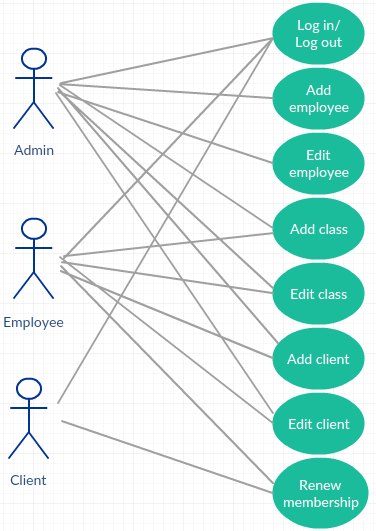 Log in/
Log out
Add
employee
Admin
Edit
employee
Add class
Employee
Edit class
Add client
Edit client
Client
Renew
membership